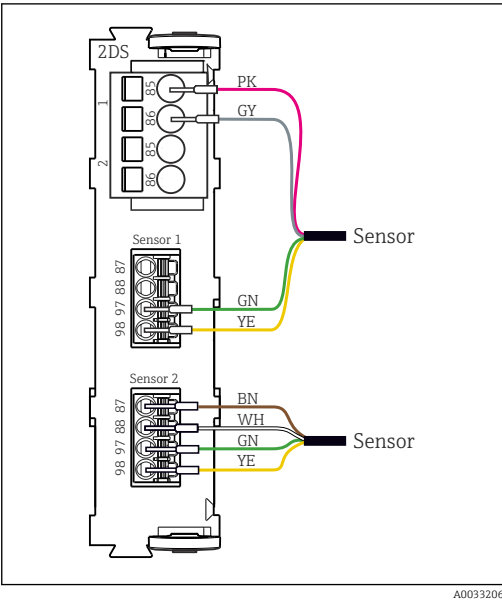 2DS
1
85
PK
86
GY
2
85
86
Sensor
Sensor 1
87
88
97
GN
98
YE
Sensor 2
87
BN
88
WH
97
GN
Sensor
98
YE
A0033206